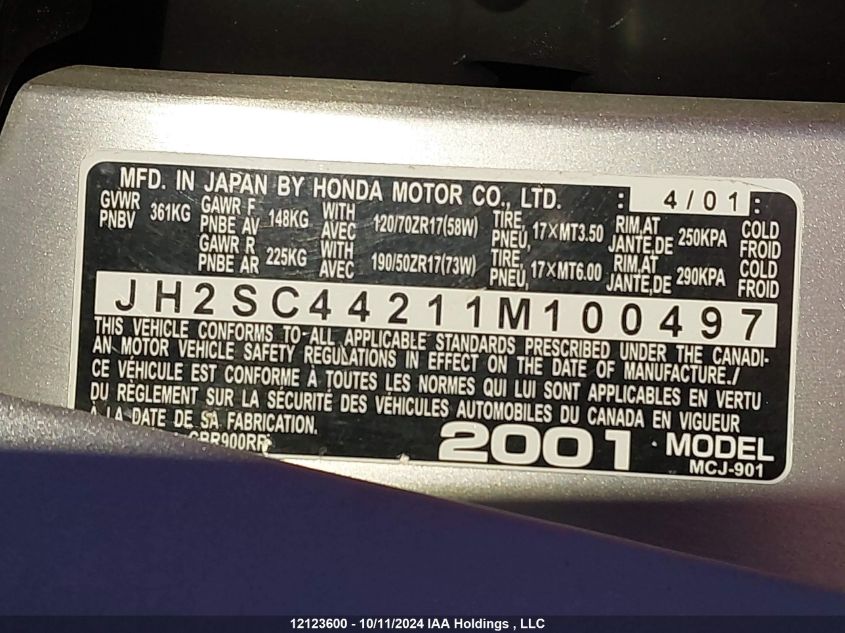 MFD. IN JAPAN BY HONDA MOTOR CO., LTD. : 4/01 :
GVWR PNBV 361KG GAWR F PNBE AV 148KG WITH AVEC 120/70ZR17(58W) TIRE, PNEU, 17×MT3.50 RIM,AT JANTE,DE 250KPA COLD FROID
GAWR R PNBE AR 225KG WITH AVEC 190/50ZR17(73W) TIRE, PNEU, 17×MT6.00 RIM,AT JANTE,DE 290KPA COLD FROID
JH2SC44211M100497
THIS VEHICLE CONFORMS TO ALL APPLICABLE STANDARDS PRESCRIBED UNDER THE CANADI-
AN MOTOR VEHICLE SAFETY REGULATIONS IN EFFECT ON THE DATE OF MANUFACTURE./
CE VÉHICULE EST CONFORME À TOUTES LES NORMES QUI LUI SONT APPLICABLES EN VERTU
DU RÈGLEMENT SUR LA SÉCURITÉ DES VÉHICULES AUTOMOBILES DU CANADA EN VIGUEUR
À LA DATE DE SA FABRICATION.
CBR900RR 2001 MODEL
MCJ-901
12123600 - 10/11/2024 IAA Holdings , LLC